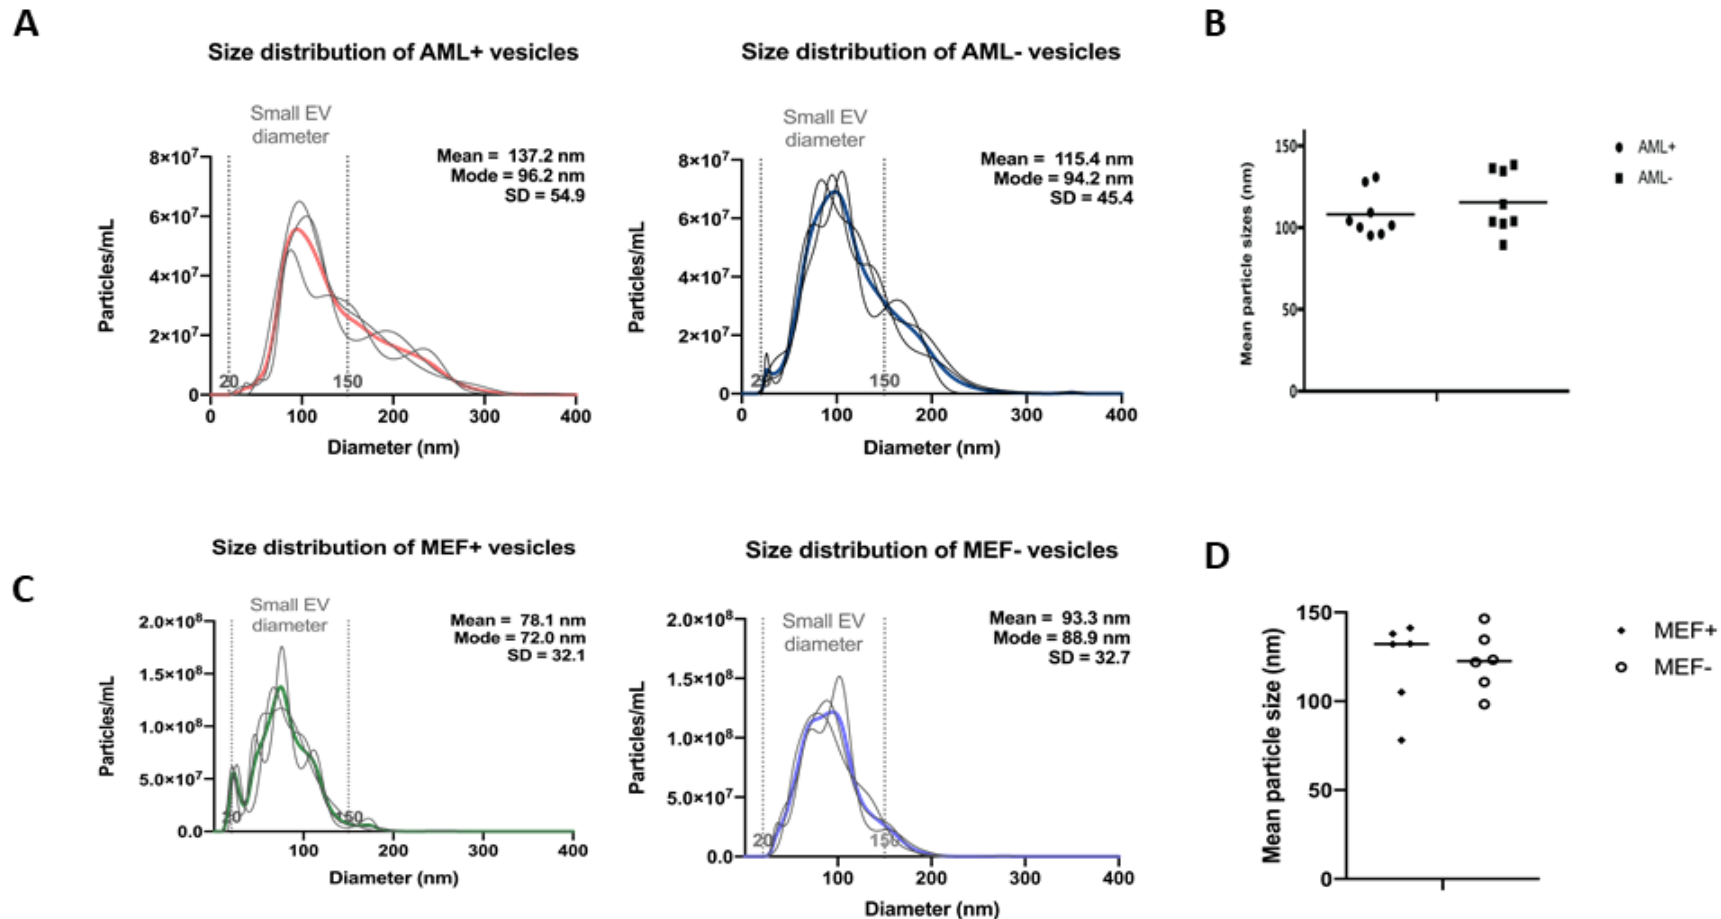 A
Size distribution of AML+ vesicles
Small EV
diameter
Mean = 137.2 nm
Mode = 96.2 nm
SD = 54.9
Particles/mL
8×10⁷
6×10⁷
4×10⁷
2×10⁷
0
20
150
0
100
200
300
400
Diameter (nm)
Size distribution of AML- vesicles
Small EV
diameter
Mean = 115.4 nm
Mode = 94.2 nm
SD = 45.4
Particles/mL
8×10⁷
6×10⁷
4×10⁷
2×10⁷
0
20
150
0
100
200
300
400
Diameter (nm)
B
Mean particle sizes (nm)
150
100
50
0
AML+
AML-
C
Size distribution of MEF+ vesicles
Small EV
diameter
Mean = 78.1 nm
Mode = 72.0 nm
SD = 32.1
Particles/mL
2.0×10⁸
1.5×10⁸
1.0×10⁸
5.0×10⁷
0.0
20
150
100
200
300
400
Diameter (nm)
Size distribution of MEF- vesicles
Small EV
diameter
Mean = 93.3 nm
Mode = 88.9 nm
SD = 32.7
Particles/mL
2.0×10⁸
1.5×10⁸
1.0×10⁸
5.0×10⁷
0.0
20
150
100
200
300
400
Diameter (nm)
D
Mean particle size (nm)
150
100
50
0
MEF+
MEF-